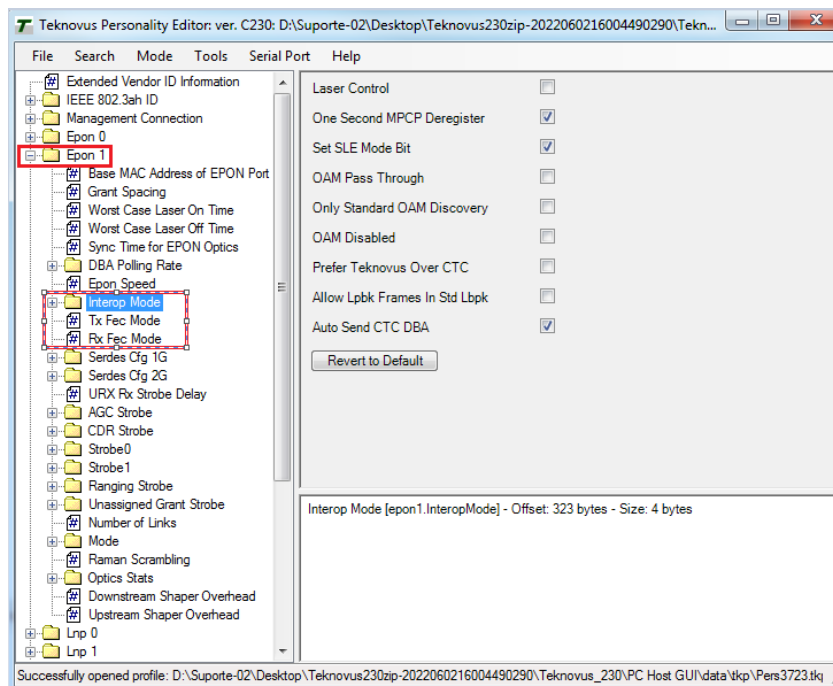 Teknovus Personality Editor: ver. C230: D:\Suporte-02\Desktop\Teknovus230zip-2022060216004490290\Tekn...
File Search Mode Tools Serial Port Help
Extended Vendor ID Information
IEEE 802.3ah ID
Management Connection
Epon 0
Epon 1
Base MAC Address of EPON Port
Grant Spacing
Worst Case Laser On Time
Worst Case Laser Off Time
Sync Time for EPON Optics
DBA Polling Rate
Epon Speed
Interop Mode
Tx Fec Mode
Rx Fec Mode
Serdes Cfg 1G
Serdes Cfg 2G
URX Rx Strobe Delay
AGC Strobe
CDR Strobe
Strobe0
Strobe1
Ranging Strobe
Unassigned Grant Strobe
Number of Links
Mode
Raman Scrambling
Optics Stats
Downstream Shaper Overhead
Upstream Shaper Overhead
Lnp 0
Lnp 1
Laser Control
One Second MPCP Deregister
Set SLE Mode Bit
OAM Pass Through
Only Standard OAM Discovery
OAM Disabled
Prefer Teknovus Over CTC
Allow Lpbk Frames In Std Lbpk
Auto Send CTC DBA
Revert to Default
Interop Mode [epon1.InteropMode] - Offset: 323 bytes - Size: 4 bytes
Successfully opened profile: D:\Suporte-02\Desktop\Teknovus230zip-2022060216004490290\Teknovus_230\PC Host GUI\data\tkp\Pers3723.tk